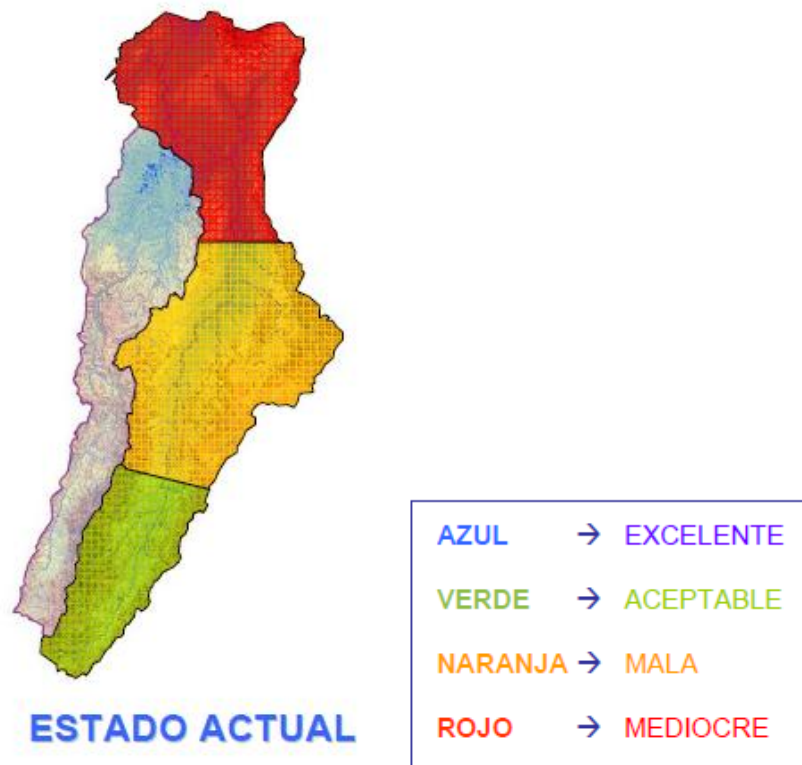 AZUL → EXCELENTE
VERDE → ACEPTABLE
NARANJA → MALA
ROJO → MEDIOCRE
ESTADO ACTUAL